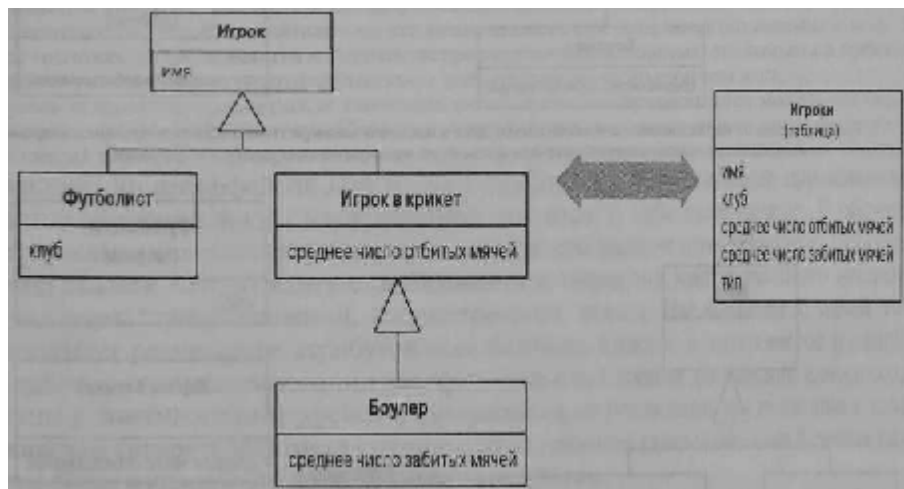 Игрок
имя
Футболист
клуб
Игрок в крикет
среднее число отбитых мячей
Боулер
среднее число забитых мячей
Игроки
(таблица)
имя
клуб
среднее число отбитых мячей
среднее число забитых мячей
тип